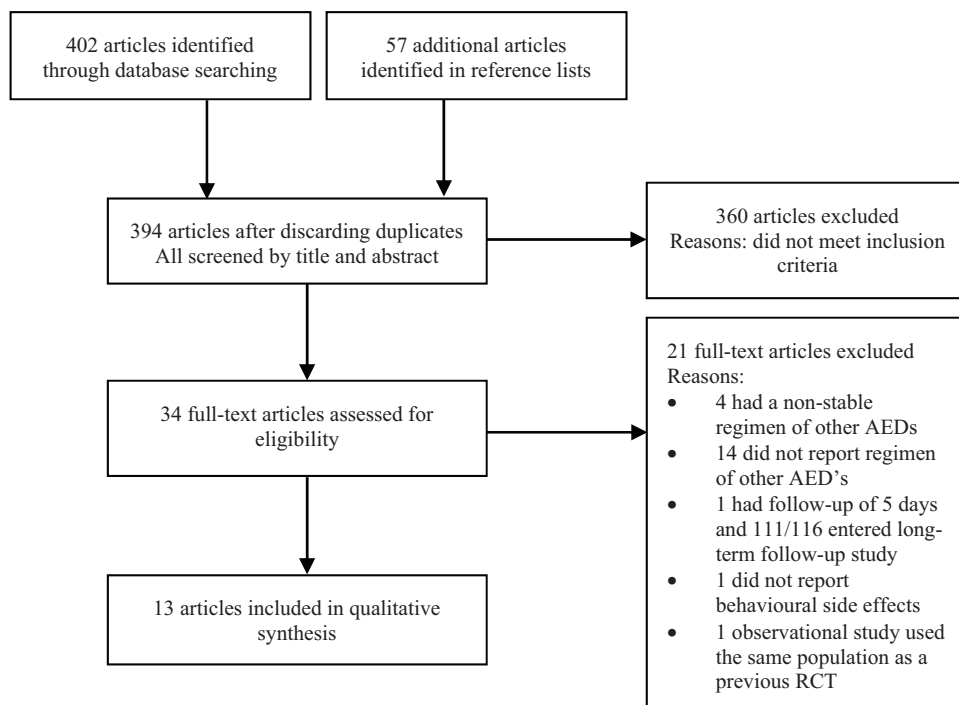 402 articles identified
through database searching
57 additional articles
identified in reference lists
394 articles after discarding duplicates
All screened by title and abstract
360 articles excluded
Reasons: did not meet inclusion
criteria
34 full-text articles assessed for
eligibility
21 full-text articles excluded
Reasons:
• 4 had a non-stable
regimen of other AEDs
• 14 did not report regimen
of other AED’s
• 1 had follow-up of 5 days
and 111/116 entered long-
term follow-up study
• 1 did not report
behavioural side effects
• 1 observational study used
the same population as a
previous RCT
13 articles included in qualitative
synthesis